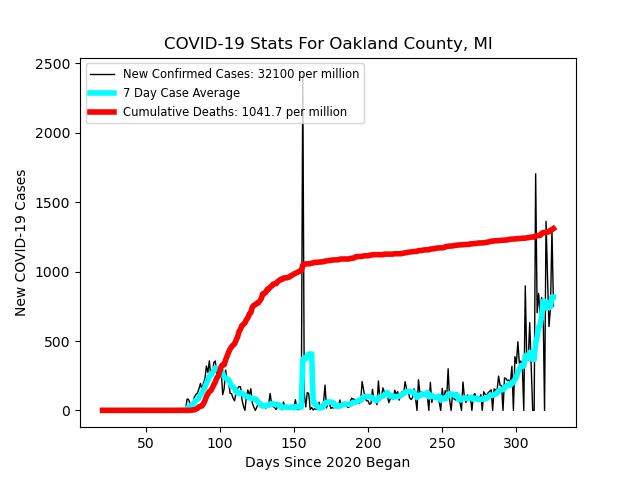 COVID-19 Stats For Oakland County, MI
New Confirmed Cases: 32100 per million
7 Day Case Average
Cumulative Deaths: 1041.7 per million
2500
2000
1500
1000
500
0
New COVID-19 Cases
50 100 150 200 250 300
Days Since 2020 Began